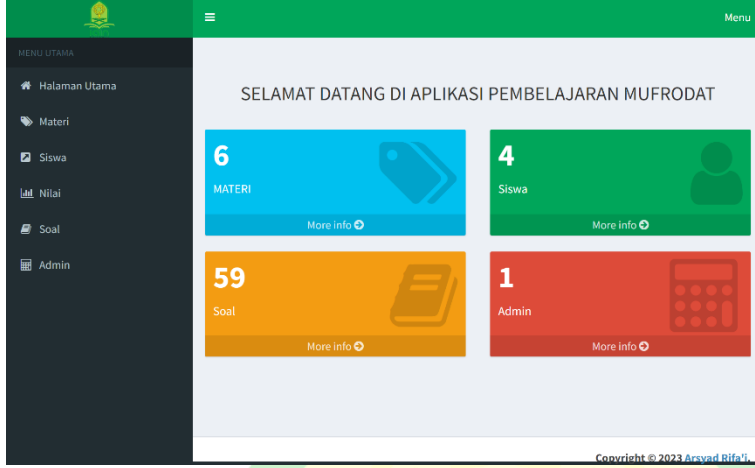 Menu
MENU UTAMA
Halaman Utama
Materi
Siswa
Nilai
Soal
Admin
SELAMAT DATANG DI APLIKASI PEMBELAJARAN MUFRODAT
6
MATERI
More info
4
Siswa
More info
59
Soal
More info
1
Admin
More info
Copyright © 2023 Arsyad Rifa'i.